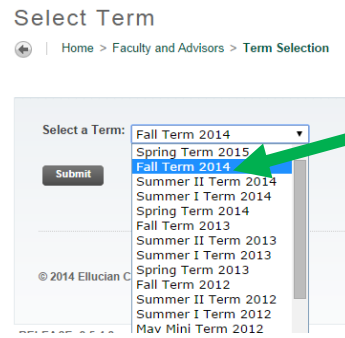 Select Term
Home > Faculty and Advisors > Term Selection
Select a Term: Fall Term 2014
Spring Term 2015
Fall Term 2014
Submit
Summer II Term 2014
Summer I Term 2014
Spring Term 2014
Fall Term 2013
Summer II Term 2013
Summer I Term 2013
Spring Term 2013
© 2014 Ellucian C
Fall Term 2012
Summer II Term 2012
Summer I Term 2012
May Mini Term 2012